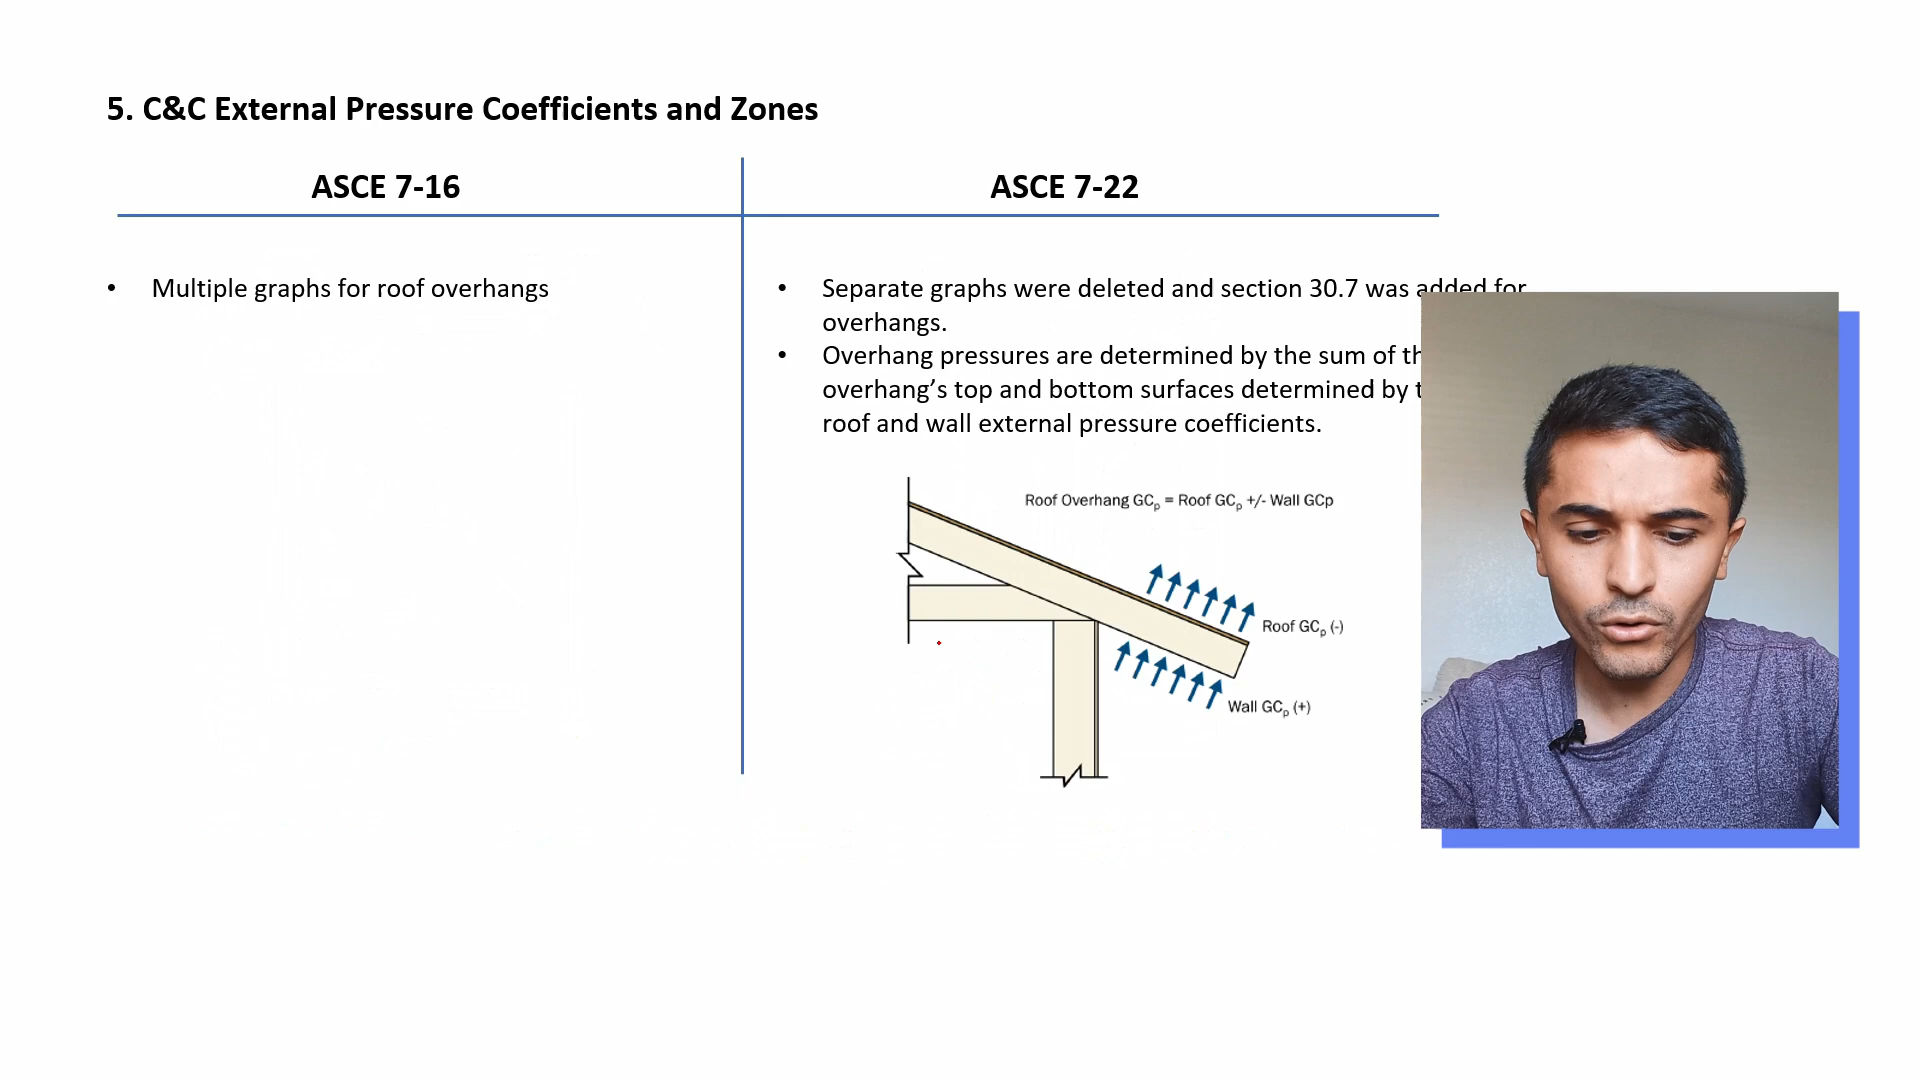 5. C&C External Pressure Coefficients and Zones
ASCE 7-16
ASCE 7-22
• Multiple graphs for roof overhangs
• Separate graphs were deleted and section 30.7 was added for
overhangs.
• Overhang pressures are determined by the sum of
overhang’s top and bottom surfaces determined by
roof and wall external pressure coefficients.
Roof Overhang GCp = Roof GCp +/- Wall GCp
Roof GCp (-)
Wall GCp (+)